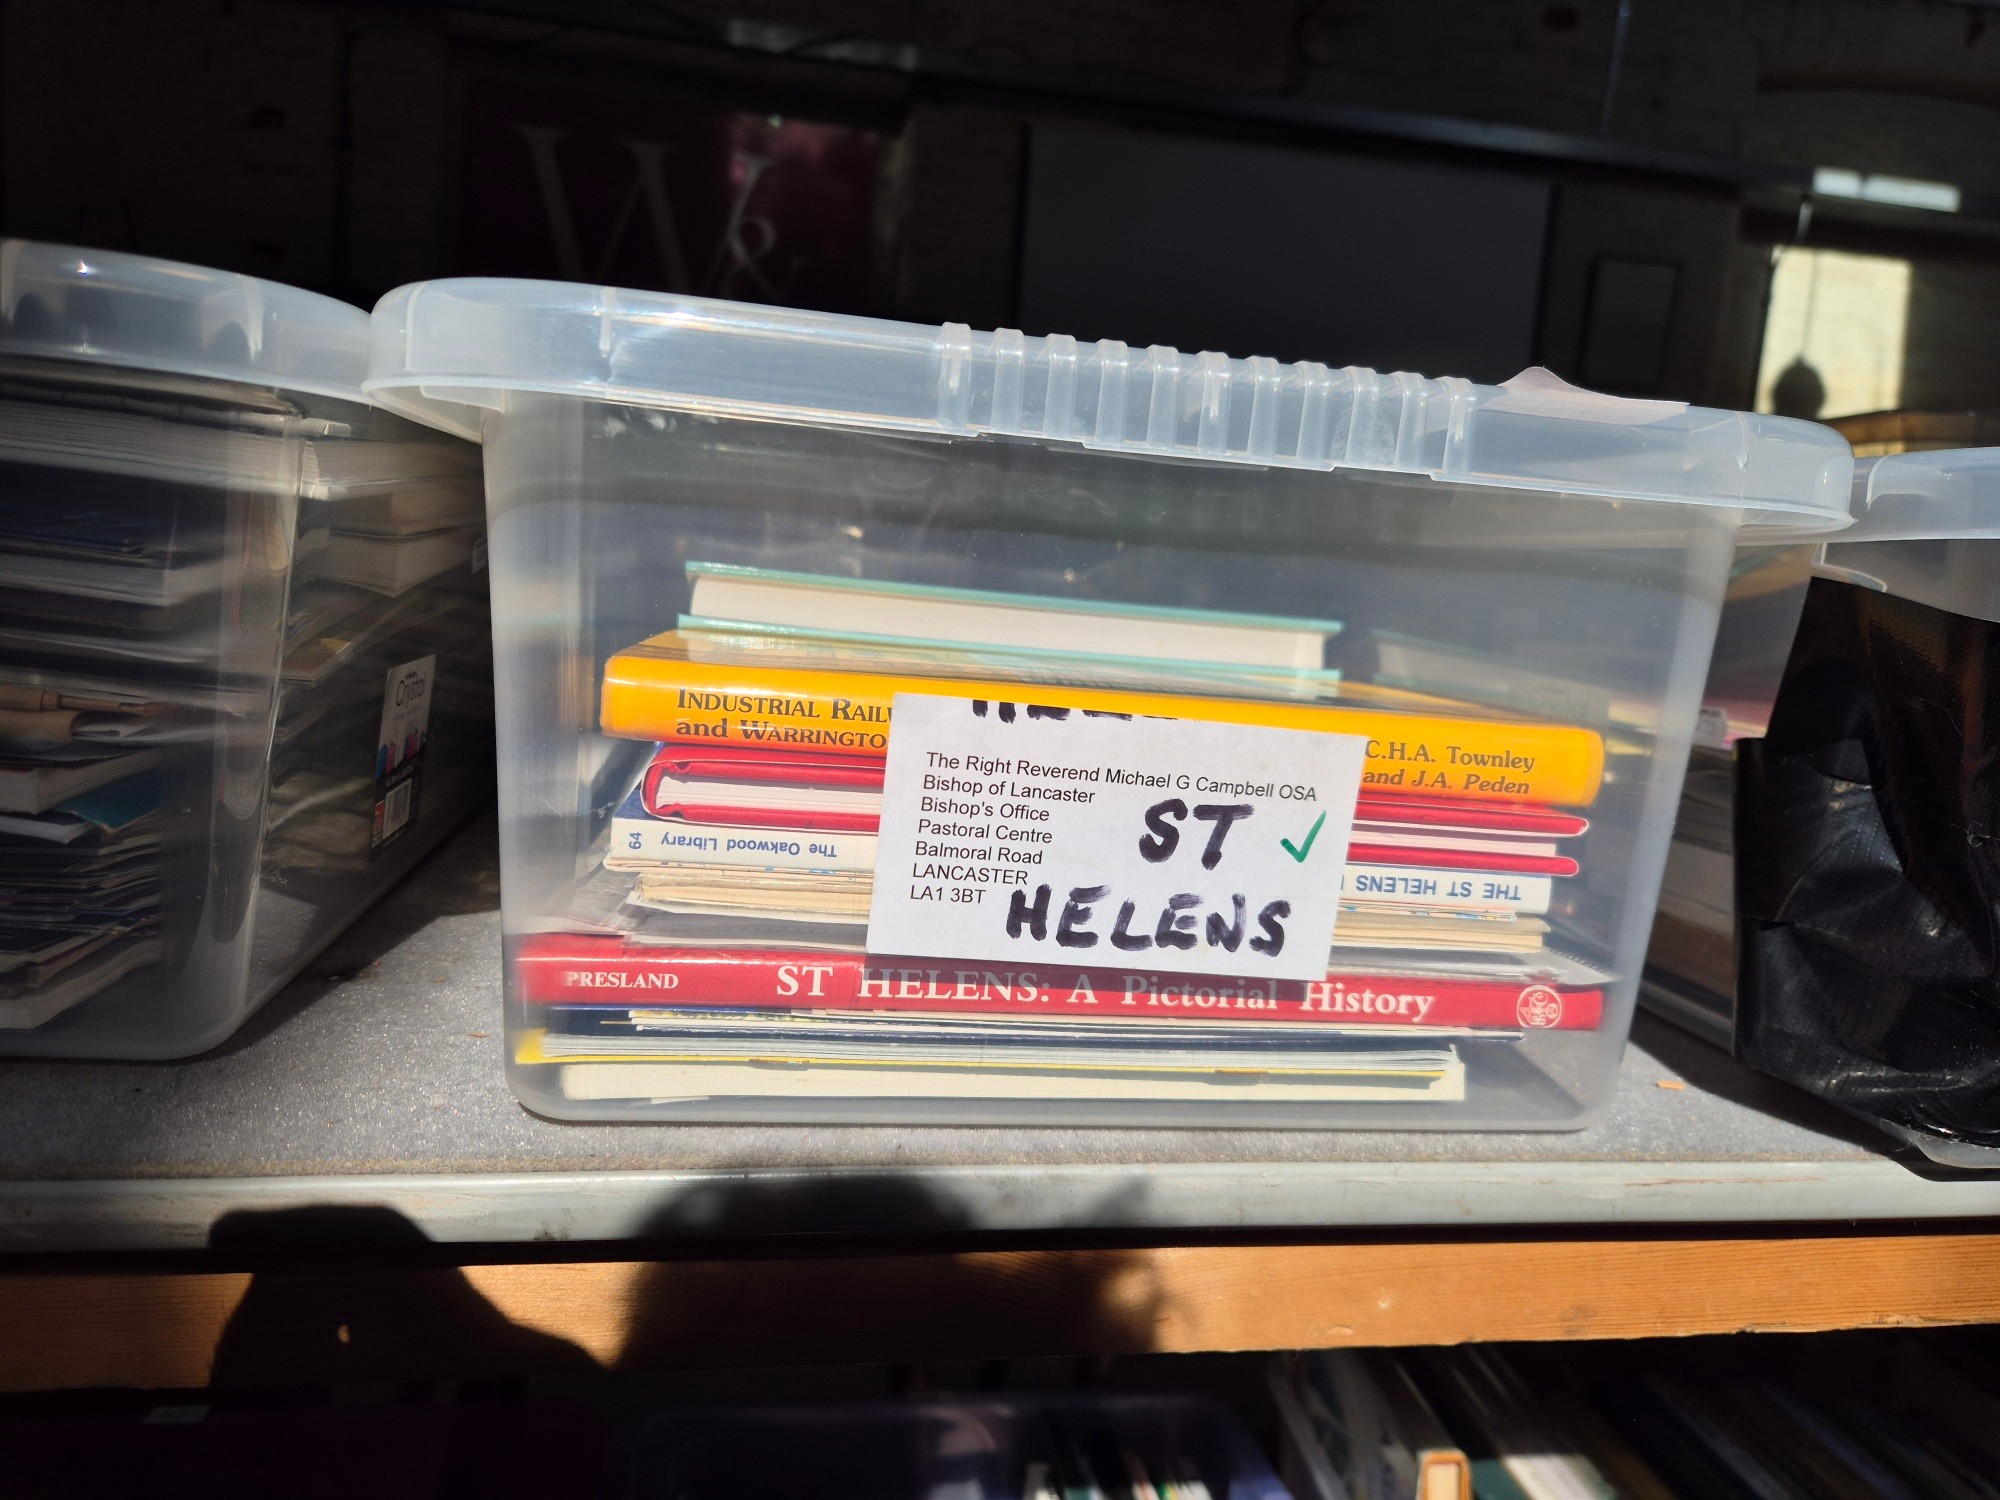 W&
Crystal
INDUSTRIAL RAILW
and WARRINGTO
C.H.A. Townley
and J.A. Peden
The Right Reverend Michael G Campbell OSA
Bishop of Lancaster
Bishop's Office
Pastoral Centre
Balmoral Road
LANCASTER
LA1 3BT
ST ✓
HELENS
64 The Oakwood Library
THE ST HELENS
PRESLAND ST HELENS: A Pictorial History